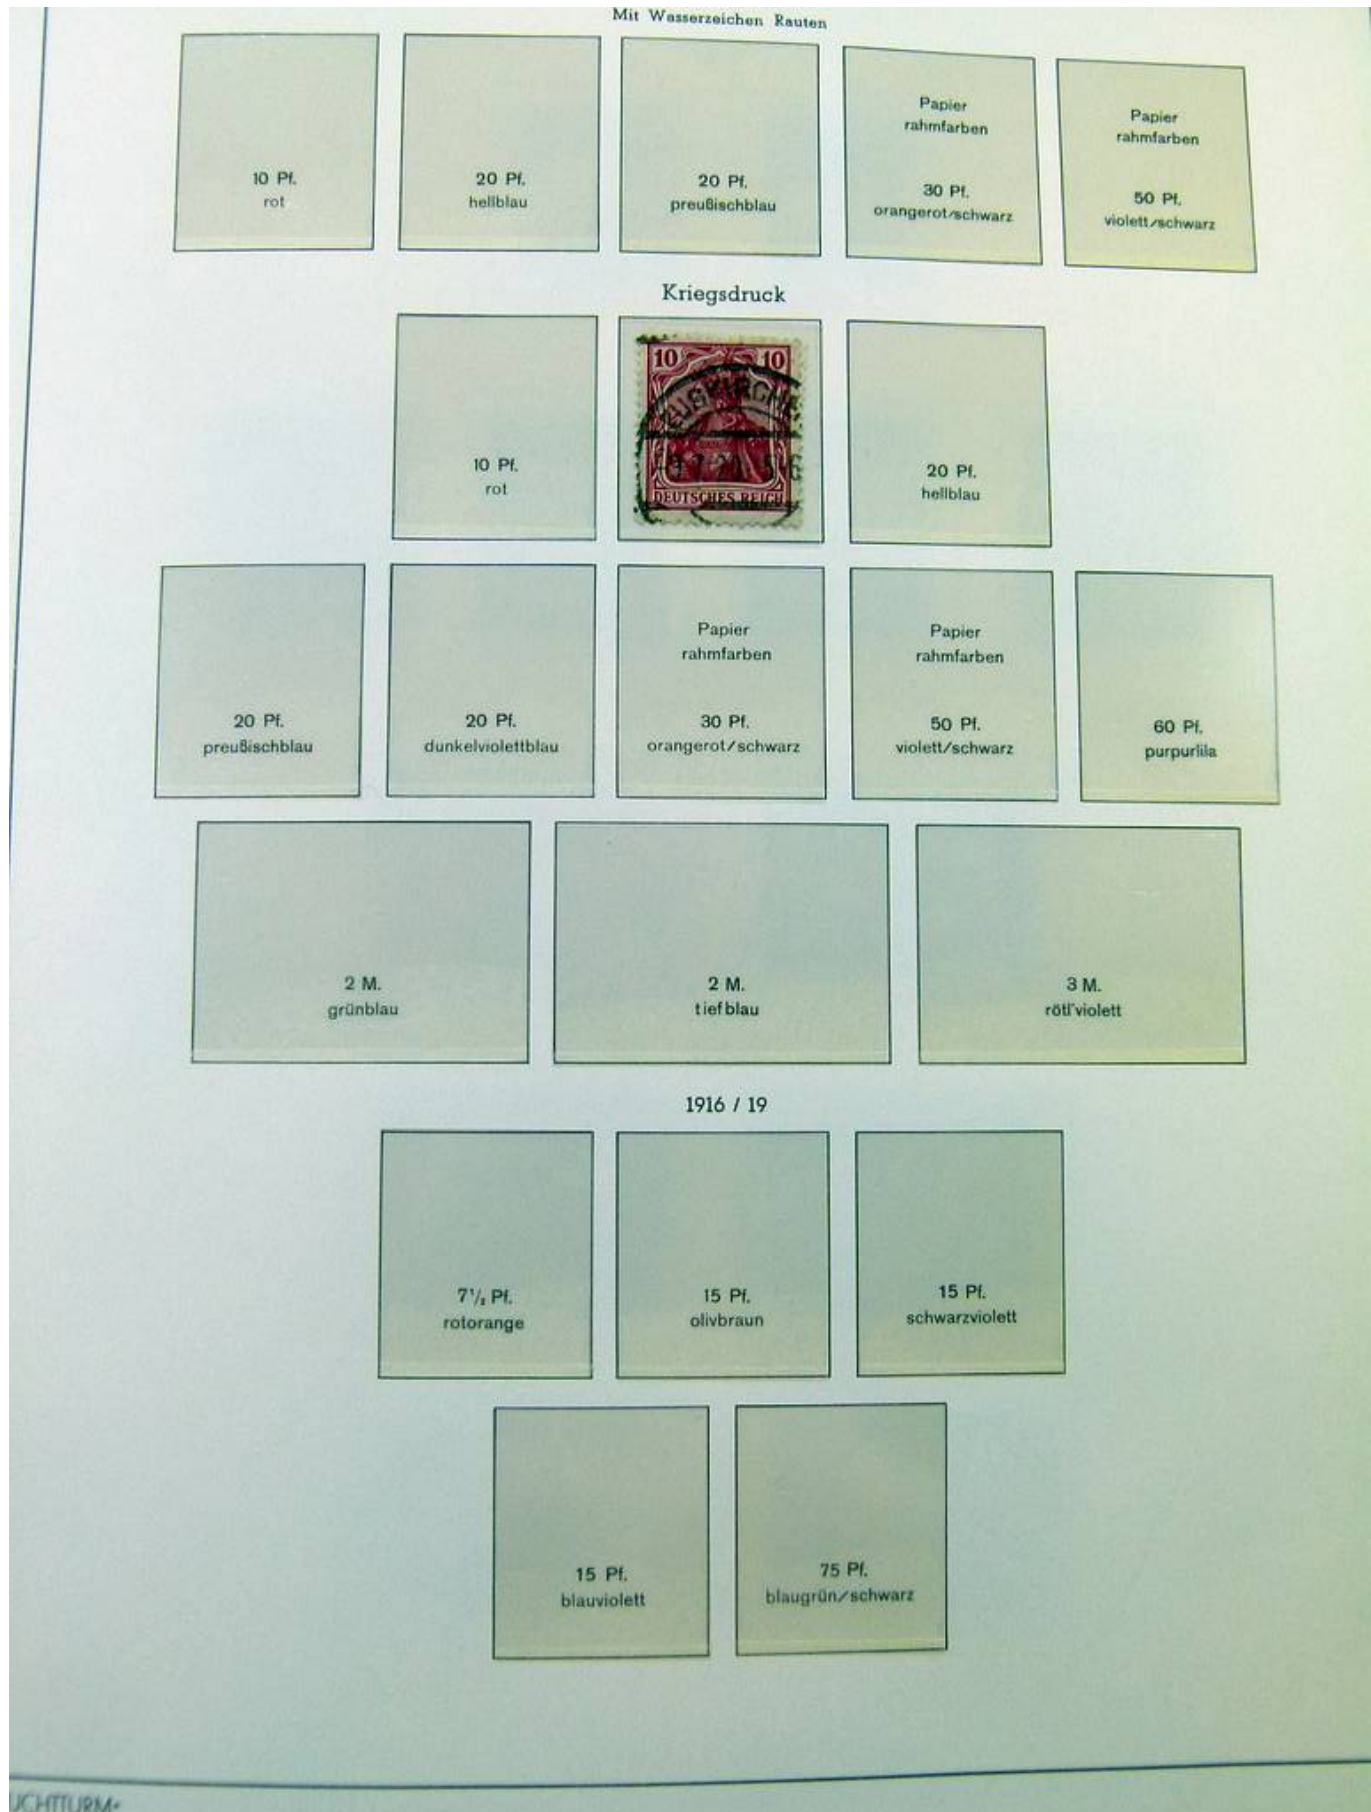 Mit Wasserzeichen Rauten
10 Pf.
rot
20 Pf.
hellblau
20 Pf.
preußischblau
Papier
rahmfarben
30 Pf.
orangerot/schwarz
Papier
rahmfarben
50 Pf.
violett/schwarz
Kriegsdruck
10 Pf.
rot
10 10
DEUTSCHES REICH
20 Pf.
hellblau
20 Pf.
preußischblau
20 Pf.
dunkelviolettblau
Papier
rahmfarben
30 Pf.
orangerot/schwarz
Papier
rahmfarben
50 Pf.
violett/schwarz
60 Pf.
purpurlila
2 M.
grünblau
2 M.
tiefblau
3 M.
rötl'violett
1916 / 19
7 1/2 Pf.
rotorange
15 Pf.
olivbraun
15 Pf.
schwarzviolett
15 Pf.
blauviolett
75 Pf.
blaugrün/schwarz
UCHTTURM